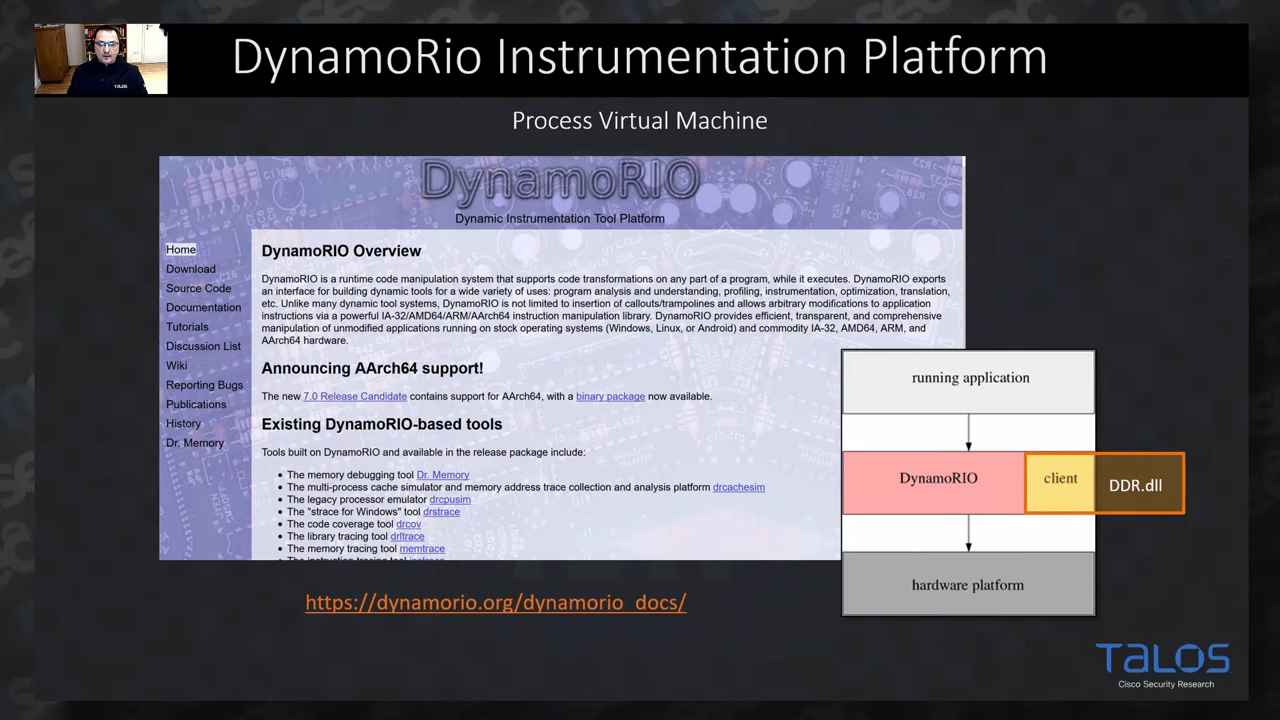 DynamoRio Instrumentation Platform
TALOS
Process Virtual Machine
DynamoRIO
Dynamic Instrumentation Tool Platform
Home
Download
Source Code
Documentation
Tutorials
Discussion List
Wiki
Reporting Bugs
Publications
History
Dr. Memory
DynamoRIO Overview
DynamoRIO is a runtime code manipulation system that supports code transformations on any part of a program, while it executes. DynamoRIO exports
an interface for building dynamic tools for a wide variety of uses: program analysis and understanding, profiling, instrumentation, optimization, translation,
etc. Unlike many dynamic tool systems, DynamoRIO is not limited to insertion of callouts/trampolines and allows arbitrary modifications to application
instructions via a powerful IA-32/AMD64/ARM/AArch64 instruction manipulation library. DynamoRIO provides efficient, transparent, and comprehensive
manipulation of unmodified applications running on stock operating systems (Windows, Linux, or Android) and commodity IA-32, AMD64, ARM, and
AArch64 hardware.
Announcing AArch64 support!
The new 7.0 Release Candidate contains support for AArch64, with a binary package now available.
Existing DynamoRIO-based tools
Tools built on DynamoRIO and available in the release package include:
• The memory debugging tool Dr. Memory
• The multi-process cache simulator and memory address trace collection and analysis platform drcachesim
• The legacy processor emulator drcpusim
• The "strace for Windows" tool drstrace
• The code coverage tool drcov
• The library tracing tool drltrace
• The memory tracing tool memtrace
• The instruction tracing tool instrace
running application
DynamoRIO
client
DDR.dll
hardware platform
https://dynamorio.org/dynamorio_docs/
TALOS
Cisco Security Research